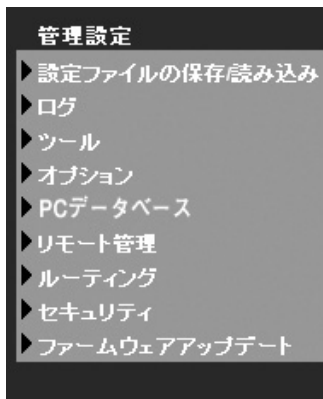 管理設定
設定ファイルの保存/読み込み
ログ
ツール
オプション
PCデータベース
リモート管理
ルーティング
セキュリティ
ファームウェアアップデート